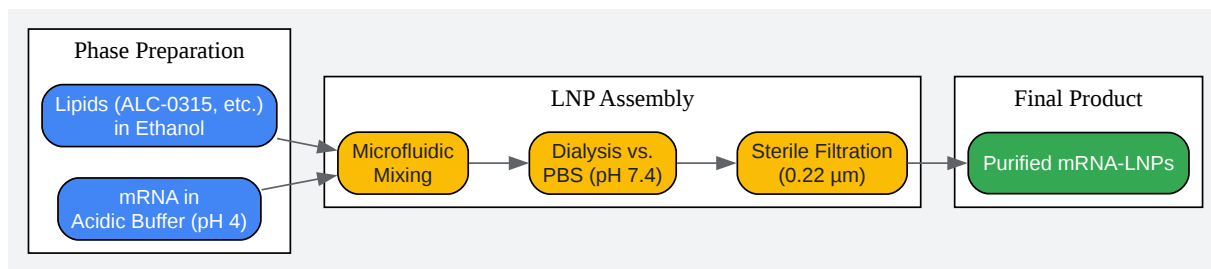 Phase Preparation
Lipids (ALC-0315, etc.)
in Ethanol
mRNA in
Acidic Buffer (pH 4)
LNP Assembly
Microfluidic
Mixing
Dialysis vs.
PBS (pH 7.4)
Sterile Filtration
(0.22 µm)
Final Product
Purified mRNA-LNPs